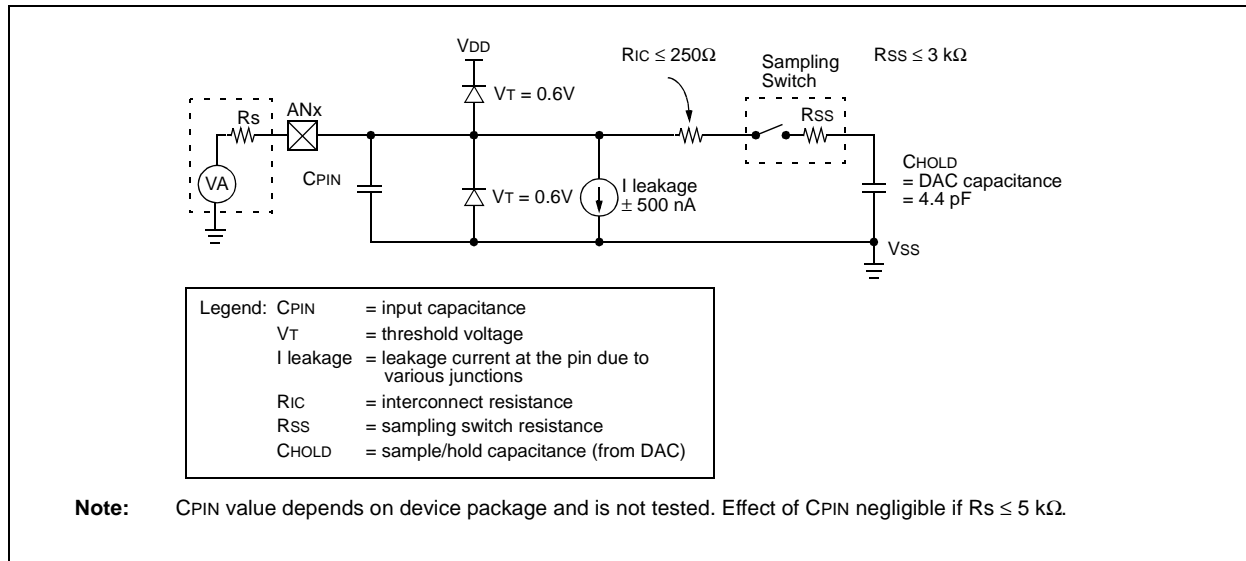 VDD
RIC ≤ 250Ω
Sampling
Switch
RSS ≤ 3 kΩ
VT = 0.6V
Rs
ANx
RSS
VA
CPIN
VT = 0.6V
I leakage
± 500 nA
CHOLD
= DAC capacitance
= 4.4 pF
VSS
Legend: CPIN = input capacitance
VT = threshold voltage
I leakage = leakage current at the pin due to
various junctions
RIC = interconnect resistance
RSS = sampling switch resistance
CHOLD = sample/hold capacitance (from DAC)
Note: CPIN value depends on device package and is not tested. Effect of CPIN negligible if Rs ≤ 5 kΩ.